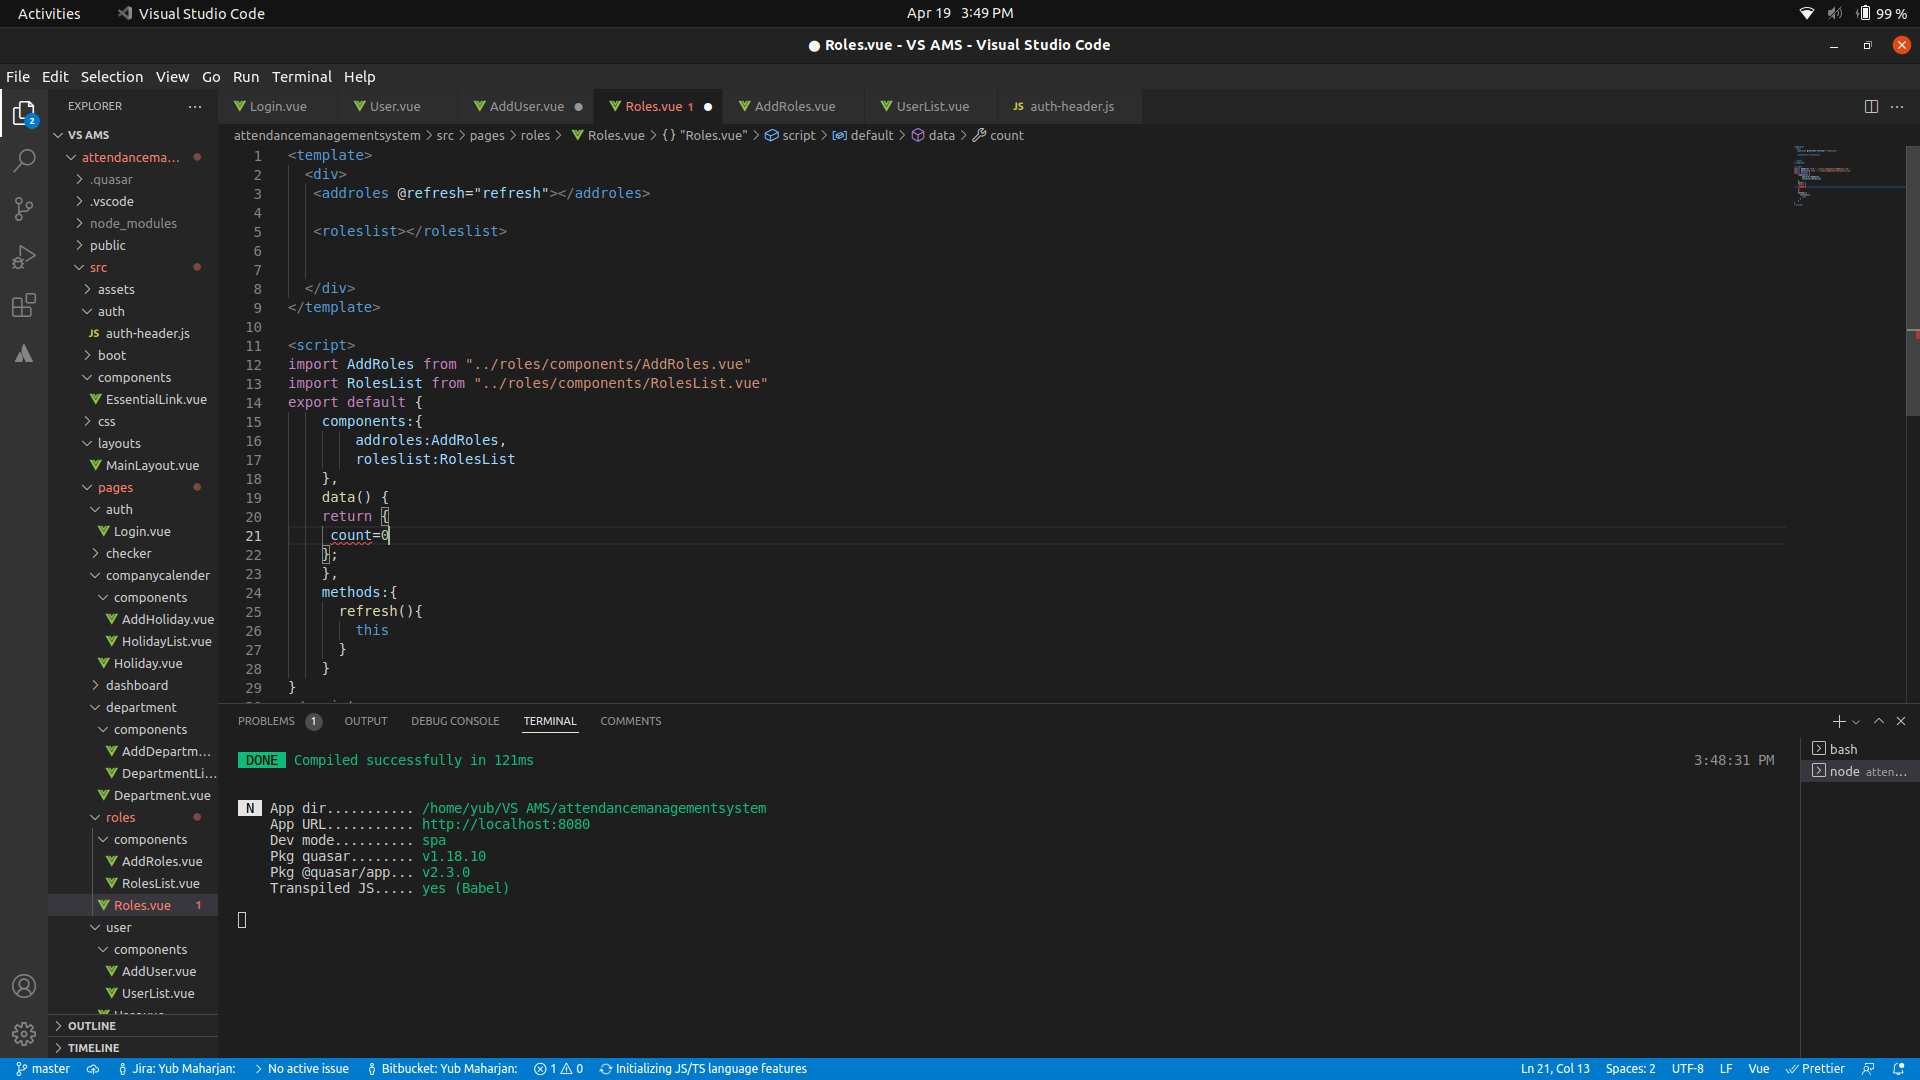 Activities
Visual Studio Code
Apr 19 3:49 PM
99 %
● Roles.vue - VS AMS - Visual Studio Code
File Edit Selection View Go Run Terminal Help
EXPLORER
VS AMS
attendancema...
.quasar
.vscode
node_modules
public
src
assets
auth
JS auth-header.js
boot
components
EssentialLink.vue
css
layouts
MainLayout.vue
pages
auth
Login.vue
checker
companycalender
components
AddHoliday.vue
HolidayList.vue
Holiday.vue
dashboard
department
components
AddDepartm...
DepartmentLi...
Department.vue
roles
components
AddRoles.vue
RolesList.vue
Roles.vue 1
user
components
AddUser.vue
UserList.vue
OUTLINE
TIMELINE
2
Login.vue User.vue AddUser.vue Roles.vue 1 AddRoles.vue UserList.vue JS auth-header.js
attendancemanagementsystem > src > pages > roles > Roles.vue > {} "Roles.vue" > script > default > data > count
1 <template>
2 <div>
3 <addroles @refresh="refresh"></addroles>
4
5 <roleslist></roleslist>
6
7
8 </div>
9 </template>
10
11 <script>
12 import AddRoles from "../roles/components/AddRoles.vue"
13 import RolesList from "../roles/components/RolesList.vue"
14 export default {
15 components:{
16 addroles:AddRoles,
17 roleslist:RolesList
18 },
19 data() {
20 return {
21 count=0
22 };
23 },
24 methods:{
25 refresh(){
26 this
27 }
28 }
29 }
PROBLEMS 1 OUTPUT DEBUG CONSOLE TERMINAL COMMENTS
DONE Compiled successfully in 121ms 3:48:31 PM
N App dir........... /home/yub/VS AMS/attendancemanagementsystem
App URL........... http://localhost:8080
Dev mode.......... spa
Pkg quasar........ v1.18.10
Pkg @quasar/app... v2.3.0
Transpiled JS..... yes (Babel)
bash
node atten...
master
Jira: Yub Maharjan:
No active issue
Bitbucket: Yub Maharjan:
1 0
Initializing JS/TS language features
Ln 21, Col 13
Spaces: 2
UTF-8
LF
Vue
Prettier